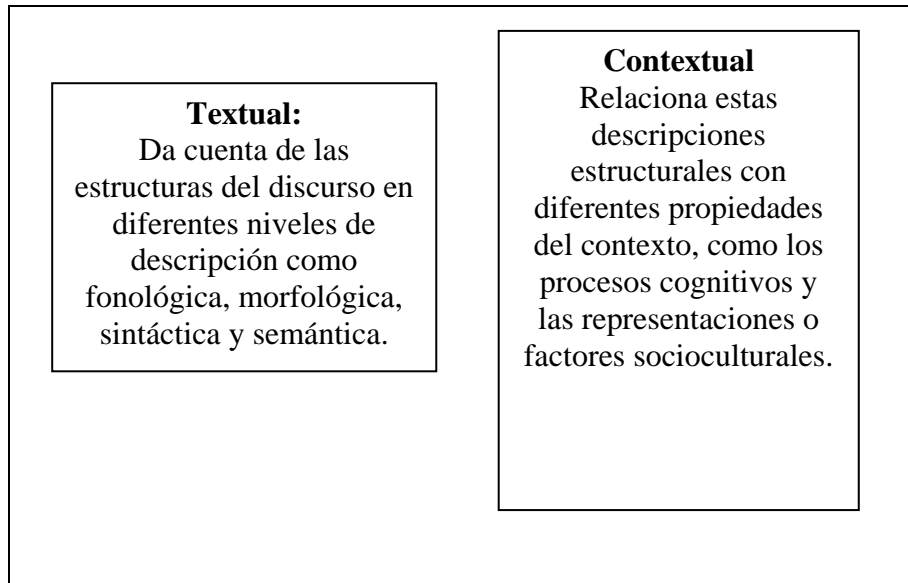 Textual:
Da cuenta de las
estructuras del discurso en
diferentes niveles de
descripción como
fonológica, morfológica,
sintáctica y semántica.
Contextual
Relaciona estas
descripciones
estructurales con
diferentes propiedades
del contexto, como los
procesos cognitivos y
las representaciones o
factores socioculturales.